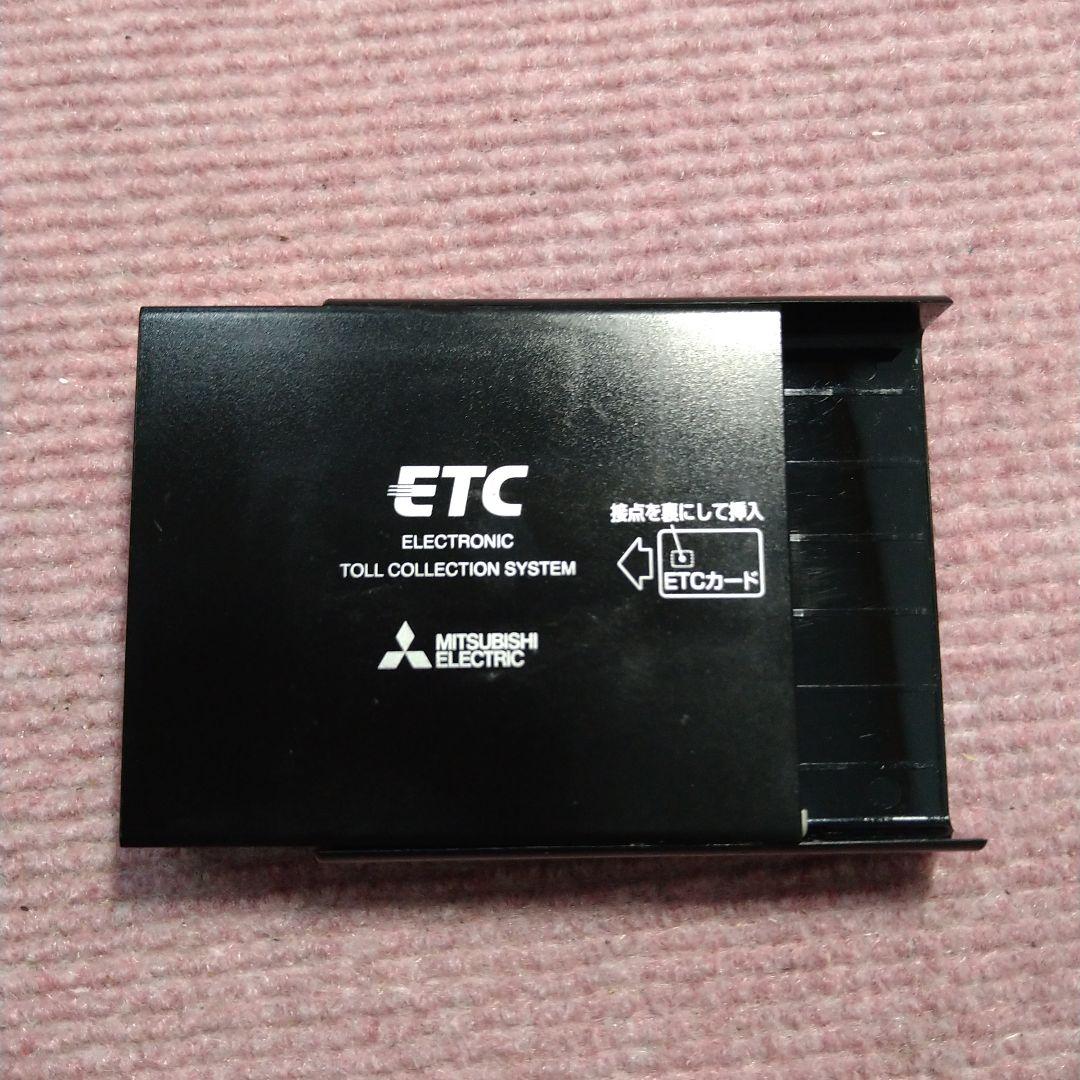 ETC
ELECTRONIC
TOLL COLLECTION SYSTEM
接点を裏にして挿入
ETCカード
MITSUBISHI
ELECTRIC